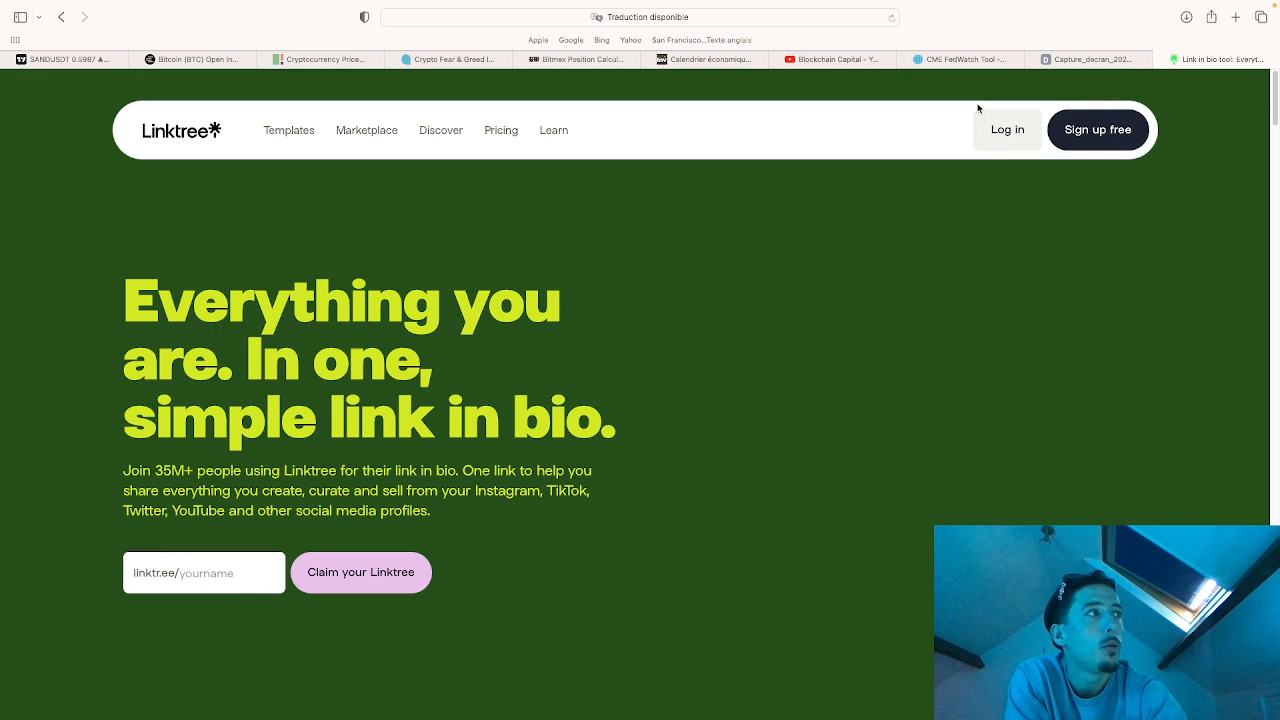 Traduction disponible
Apple Google Bing Yahoo San Francisco...Texte anglais
SANDUSDT 0.5987 ▲...
Bitcoin (BTC) Open In...
Cryptocurrency Price...
Crypto Fear & Greed I...
Bitmex Position Calcul...
Calendrier économiqu...
Blockchain Capital - Y...
CME FedWatch Tool -...
D Capture_decran_202...
Link in bio tool: Everyt...
Linktree* Templates Marketplace Discover Pricing Learn Log in Sign up free
Everything you
are. In one,
simple link in bio.
Join 35M+ people using Linktree for their link in bio. One link to help you
share everything you create, curate and sell from your Instagram, TikTok,
Twitter, YouTube and other social media profiles.
linktr.ee/yourname Claim your Linktree